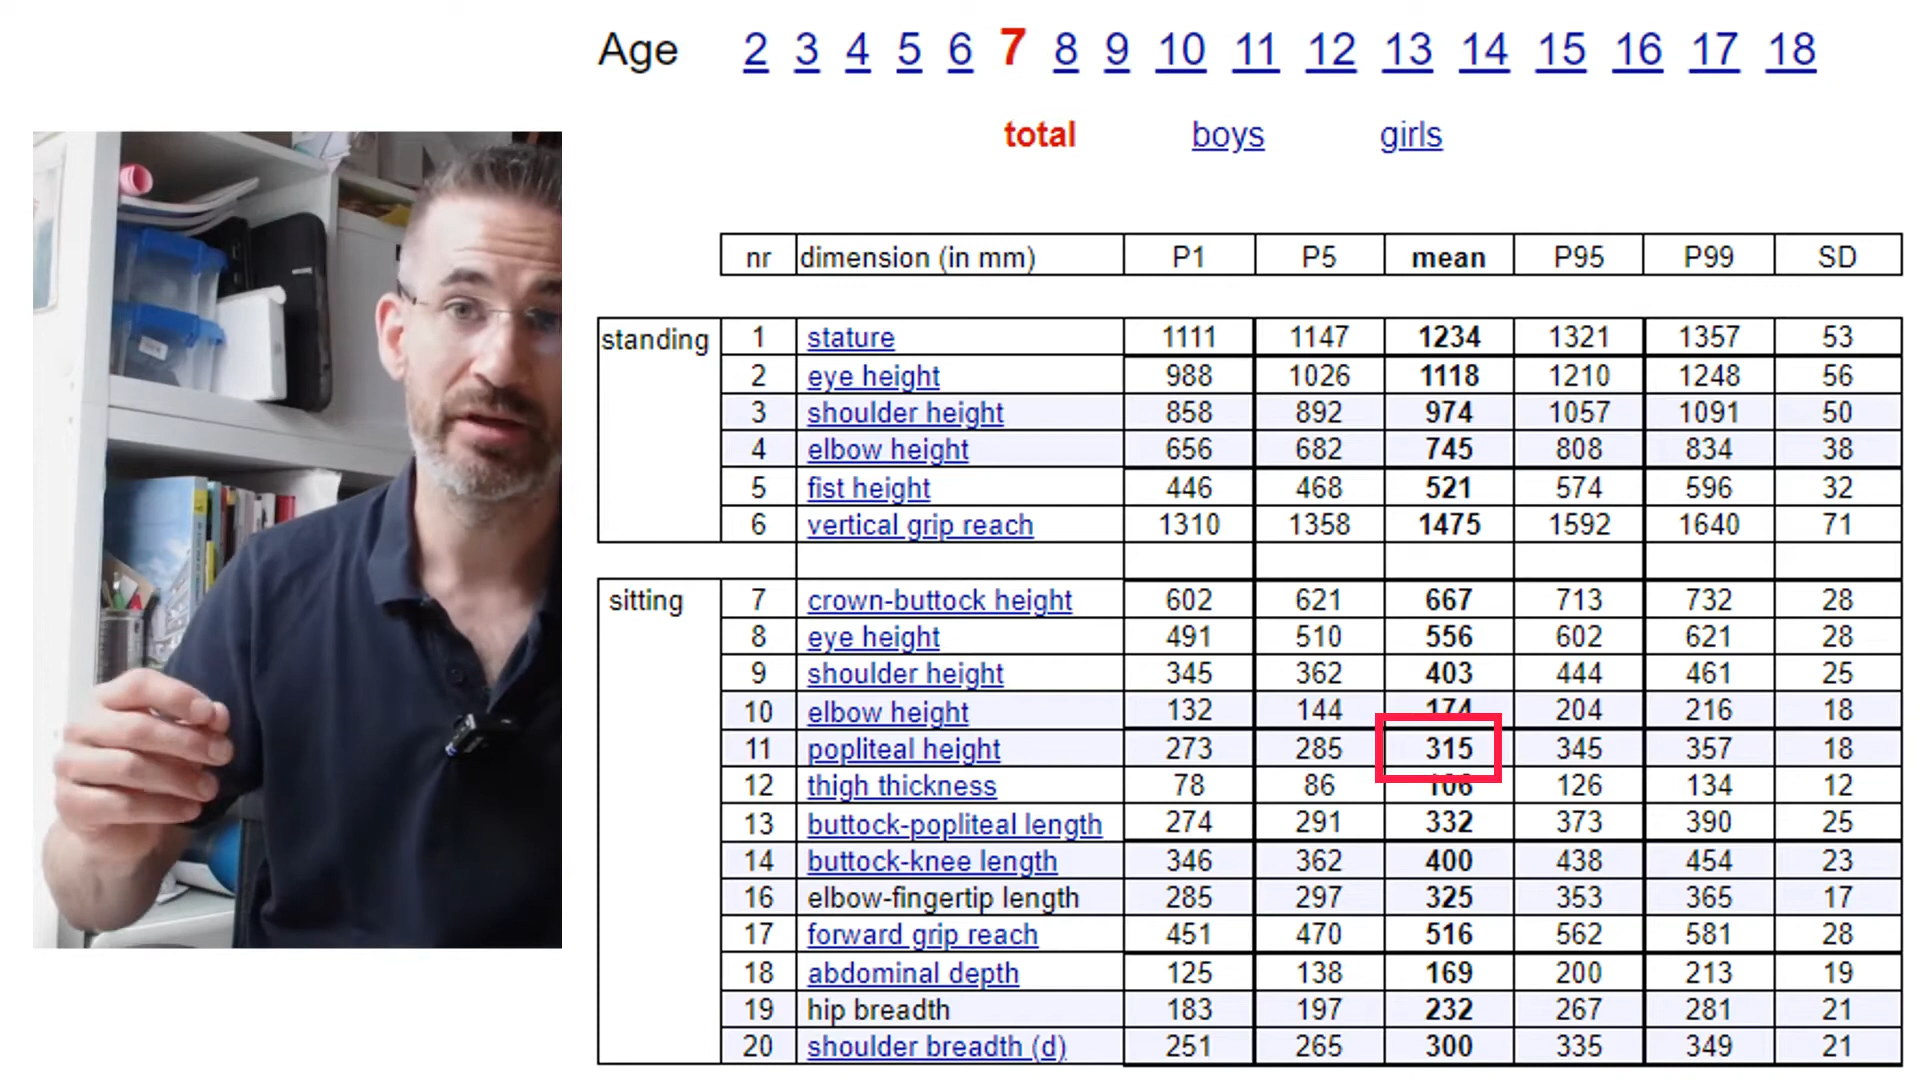 Age 2 3 4 5 6 7 8 9 10 11 12 13 14 15 16 17 18
total boys girls
nr dimension (in mm) P1 P5 mean P95 P99 SD
standing 1 stature 1111 1147 1234 1321 1357 53
2 eye height 988 1026 1118 1210 1248 56
3 shoulder height 858 892 974 1057 1091 50
4 elbow height 656 682 745 808 834 38
5 fist height 446 468 521 574 596 32
6 vertical grip reach 1310 1358 1475 1592 1640 71
sitting 7 crown-buttock height 602 621 667 713 732 28
8 eye height 491 510 556 602 621 28
9 shoulder height 345 362 403 444 461 25
10 elbow height 132 144 174 204 216 18
11 popliteal height 273 285 315 345 357 18
12 thigh thickness 78 86 106 126 134 12
13 buttock-popliteal length 274 291 332 373 390 25
14 buttock-knee length 346 362 400 438 454 23
16 elbow-fingertip length 285 297 325 353 365 17
17 forward grip reach 451 470 516 562 581 28
18 abdominal depth 125 138 169 200 213 19
19 hip breadth 183 197 232 267 281 21
20 shoulder breadth (d) 251 265 300 335 349 21